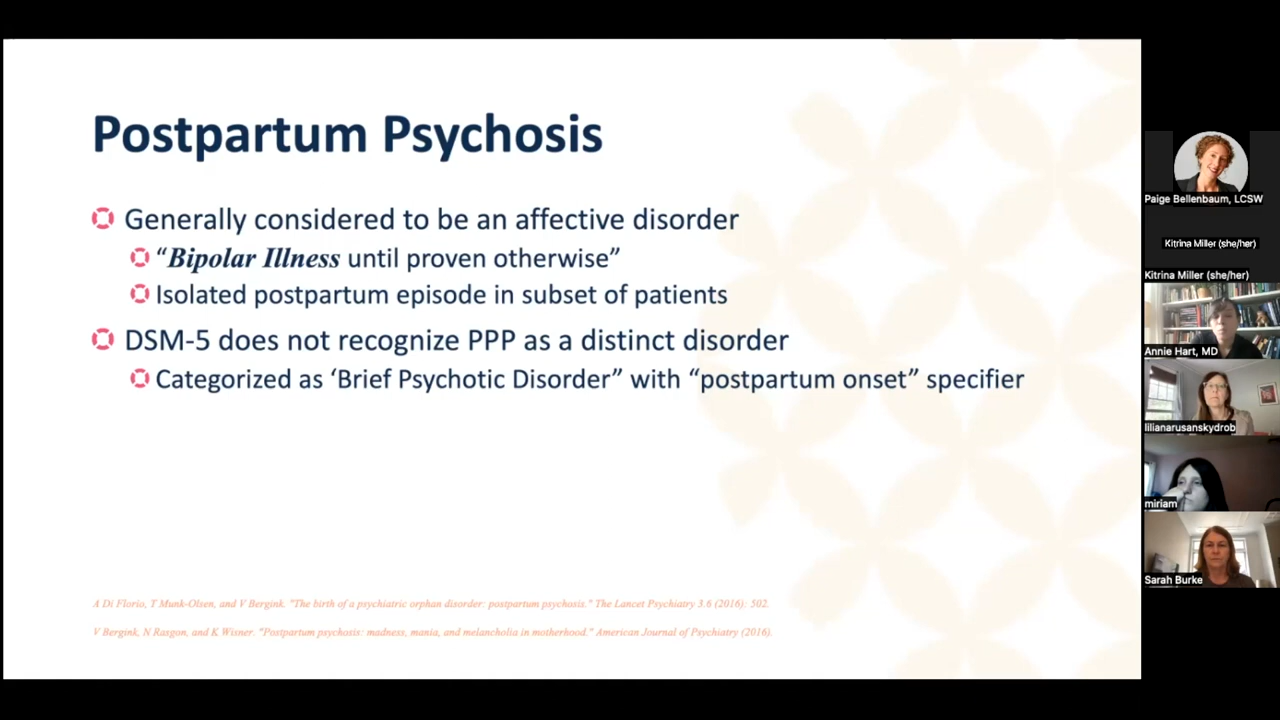 Postpartum Psychosis
Generally considered to be an affective disorder
“Bipolar Illness until proven otherwise”
Isolated postpartum episode in subset of patients
DSM-5 does not recognize PPP as a distinct disorder
Categorized as ‘Brief Psychotic Disorder” with “postpartum onset” specifier
A Di Florio, T Munk-Olsen, and V Bergink. "The birth of a psychiatric orphan disorder: postpartum psychosis." The Lancet Psychiatry 3.6 (2016): 502.
V Bergink, N Rasgon, and K Wisner. "Postpartum psychosis: madness, mania, and melancholia in motherhood." American Journal of Psychiatry (2016).
Paige Bellenbaum, LCSW
Kitrina Miller (she/her)
Kitrina Miller (she/her)
Annie Hart, MD
lilianarusanskydrob
miriam
Sarah Burke